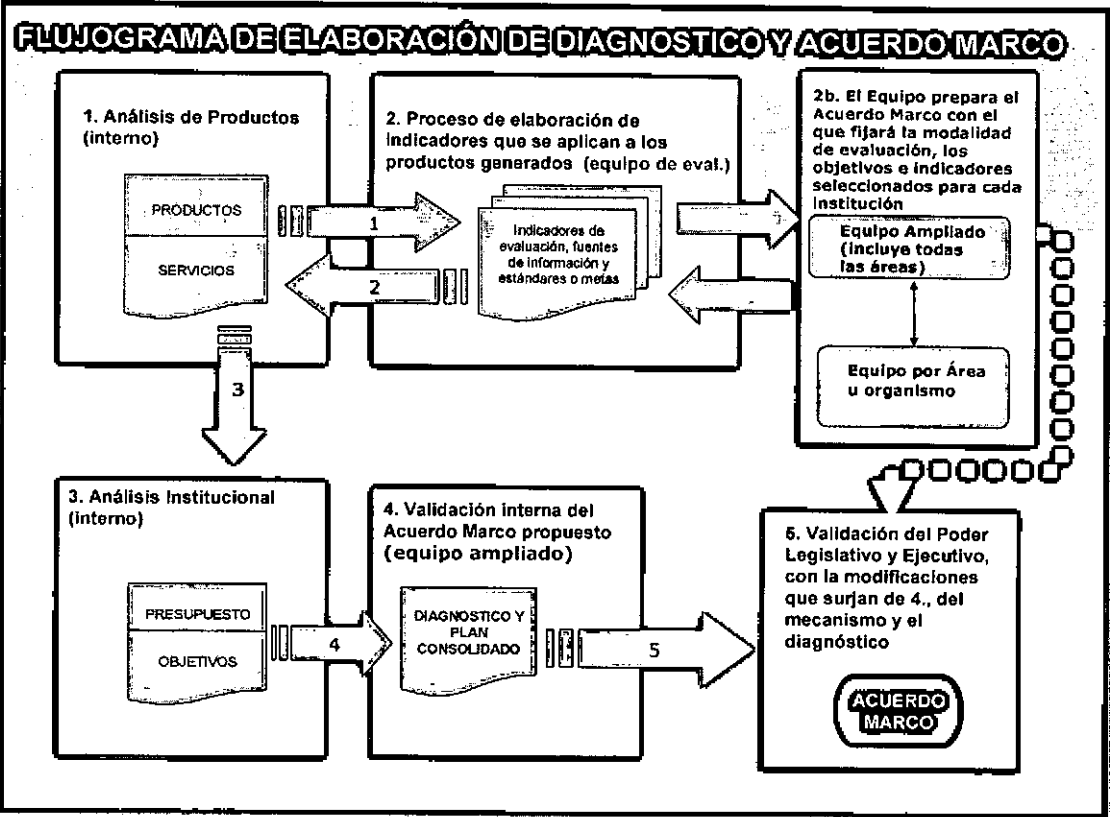 FLUJOGRAMA DE ELABORACIÓN DE DIAGNOSTICO Y ACUERDO MARCO
1. Análisis de Productos
(interno)
PRODUCTOS
SERVICIOS
1
2
3
2. Proceso de elaboración de
indicadores que se aplican a los
productos generados (equipo de eval.)
Indicadores de
evaluación, fuentes
de información y
estándares o metas
2b. El Equipo prepara el
Acuerdo Marco con el
que fijará la modalidad
de evaluación, los
objetivos e indicadores
seleccionados para cada
Institución
Equipo Ampliado
(incluye todas
las áreas)
Equipo por Área
u organismo
3. Análisis Institucional
(interno)
PRESUPUESTO
OBJETIVOS
4
4. Validación interna del
Acuerdo Marco propuesto
(equipo ampliado)
DIAGNOSTICO Y
PLAN
CONSOLIDADO
5
5. Validación del Poder
Legislativo y Ejecutivo,
con la modificaciones
que surjan de 4., del
mecanismo y el
diagnóstico
ACUERDO
MARCO